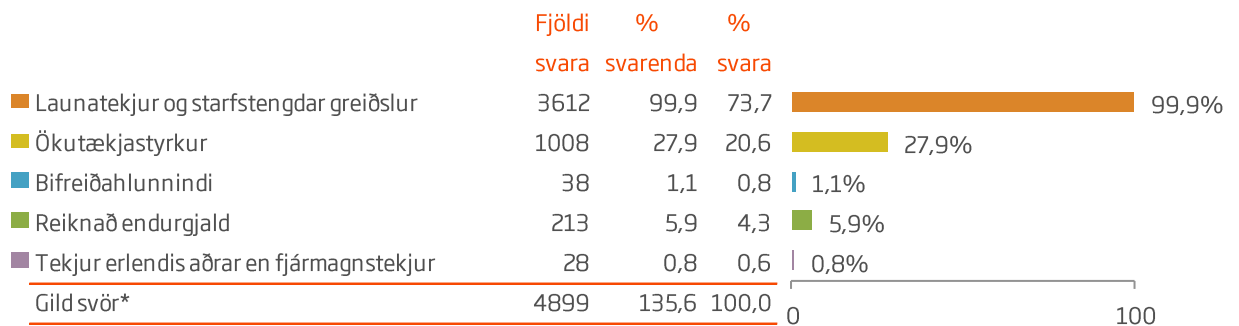 Fjöldi % %
svara svarenda svara
Launatekjur og starfstengdar greiðslur 3612 99,9 73,7 99,9%
Ökutækjastyrkur 1008 27,9 20,6 27,9%
Bifreiðahlunnindi 38 1,1 0,8 1,1%
Reiknað endurgjald 213 5,9 4,3 5,9%
Tekjur erlendis aðrar en fjármagnstekjur 28 0,8 0,6 0,8%
Gild svör* 4899 135,6 100,0 0 100